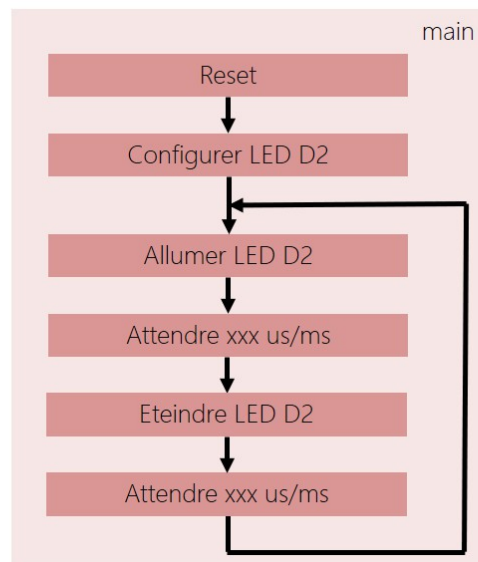 main
Reset
Configurer LED D2
Allumer LED D2
Attendre xxx us/ms
Eteindre LED D2
Attendre xxx us/ms